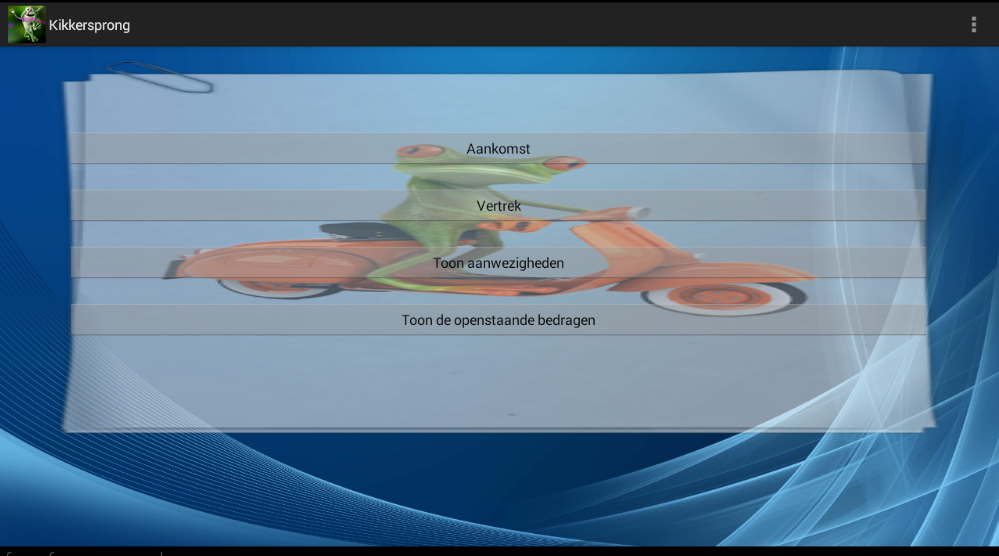 Kikkersprong
Aankomst
Vertrek
Toon aanwezigheden
Toon de openstaande bedragen